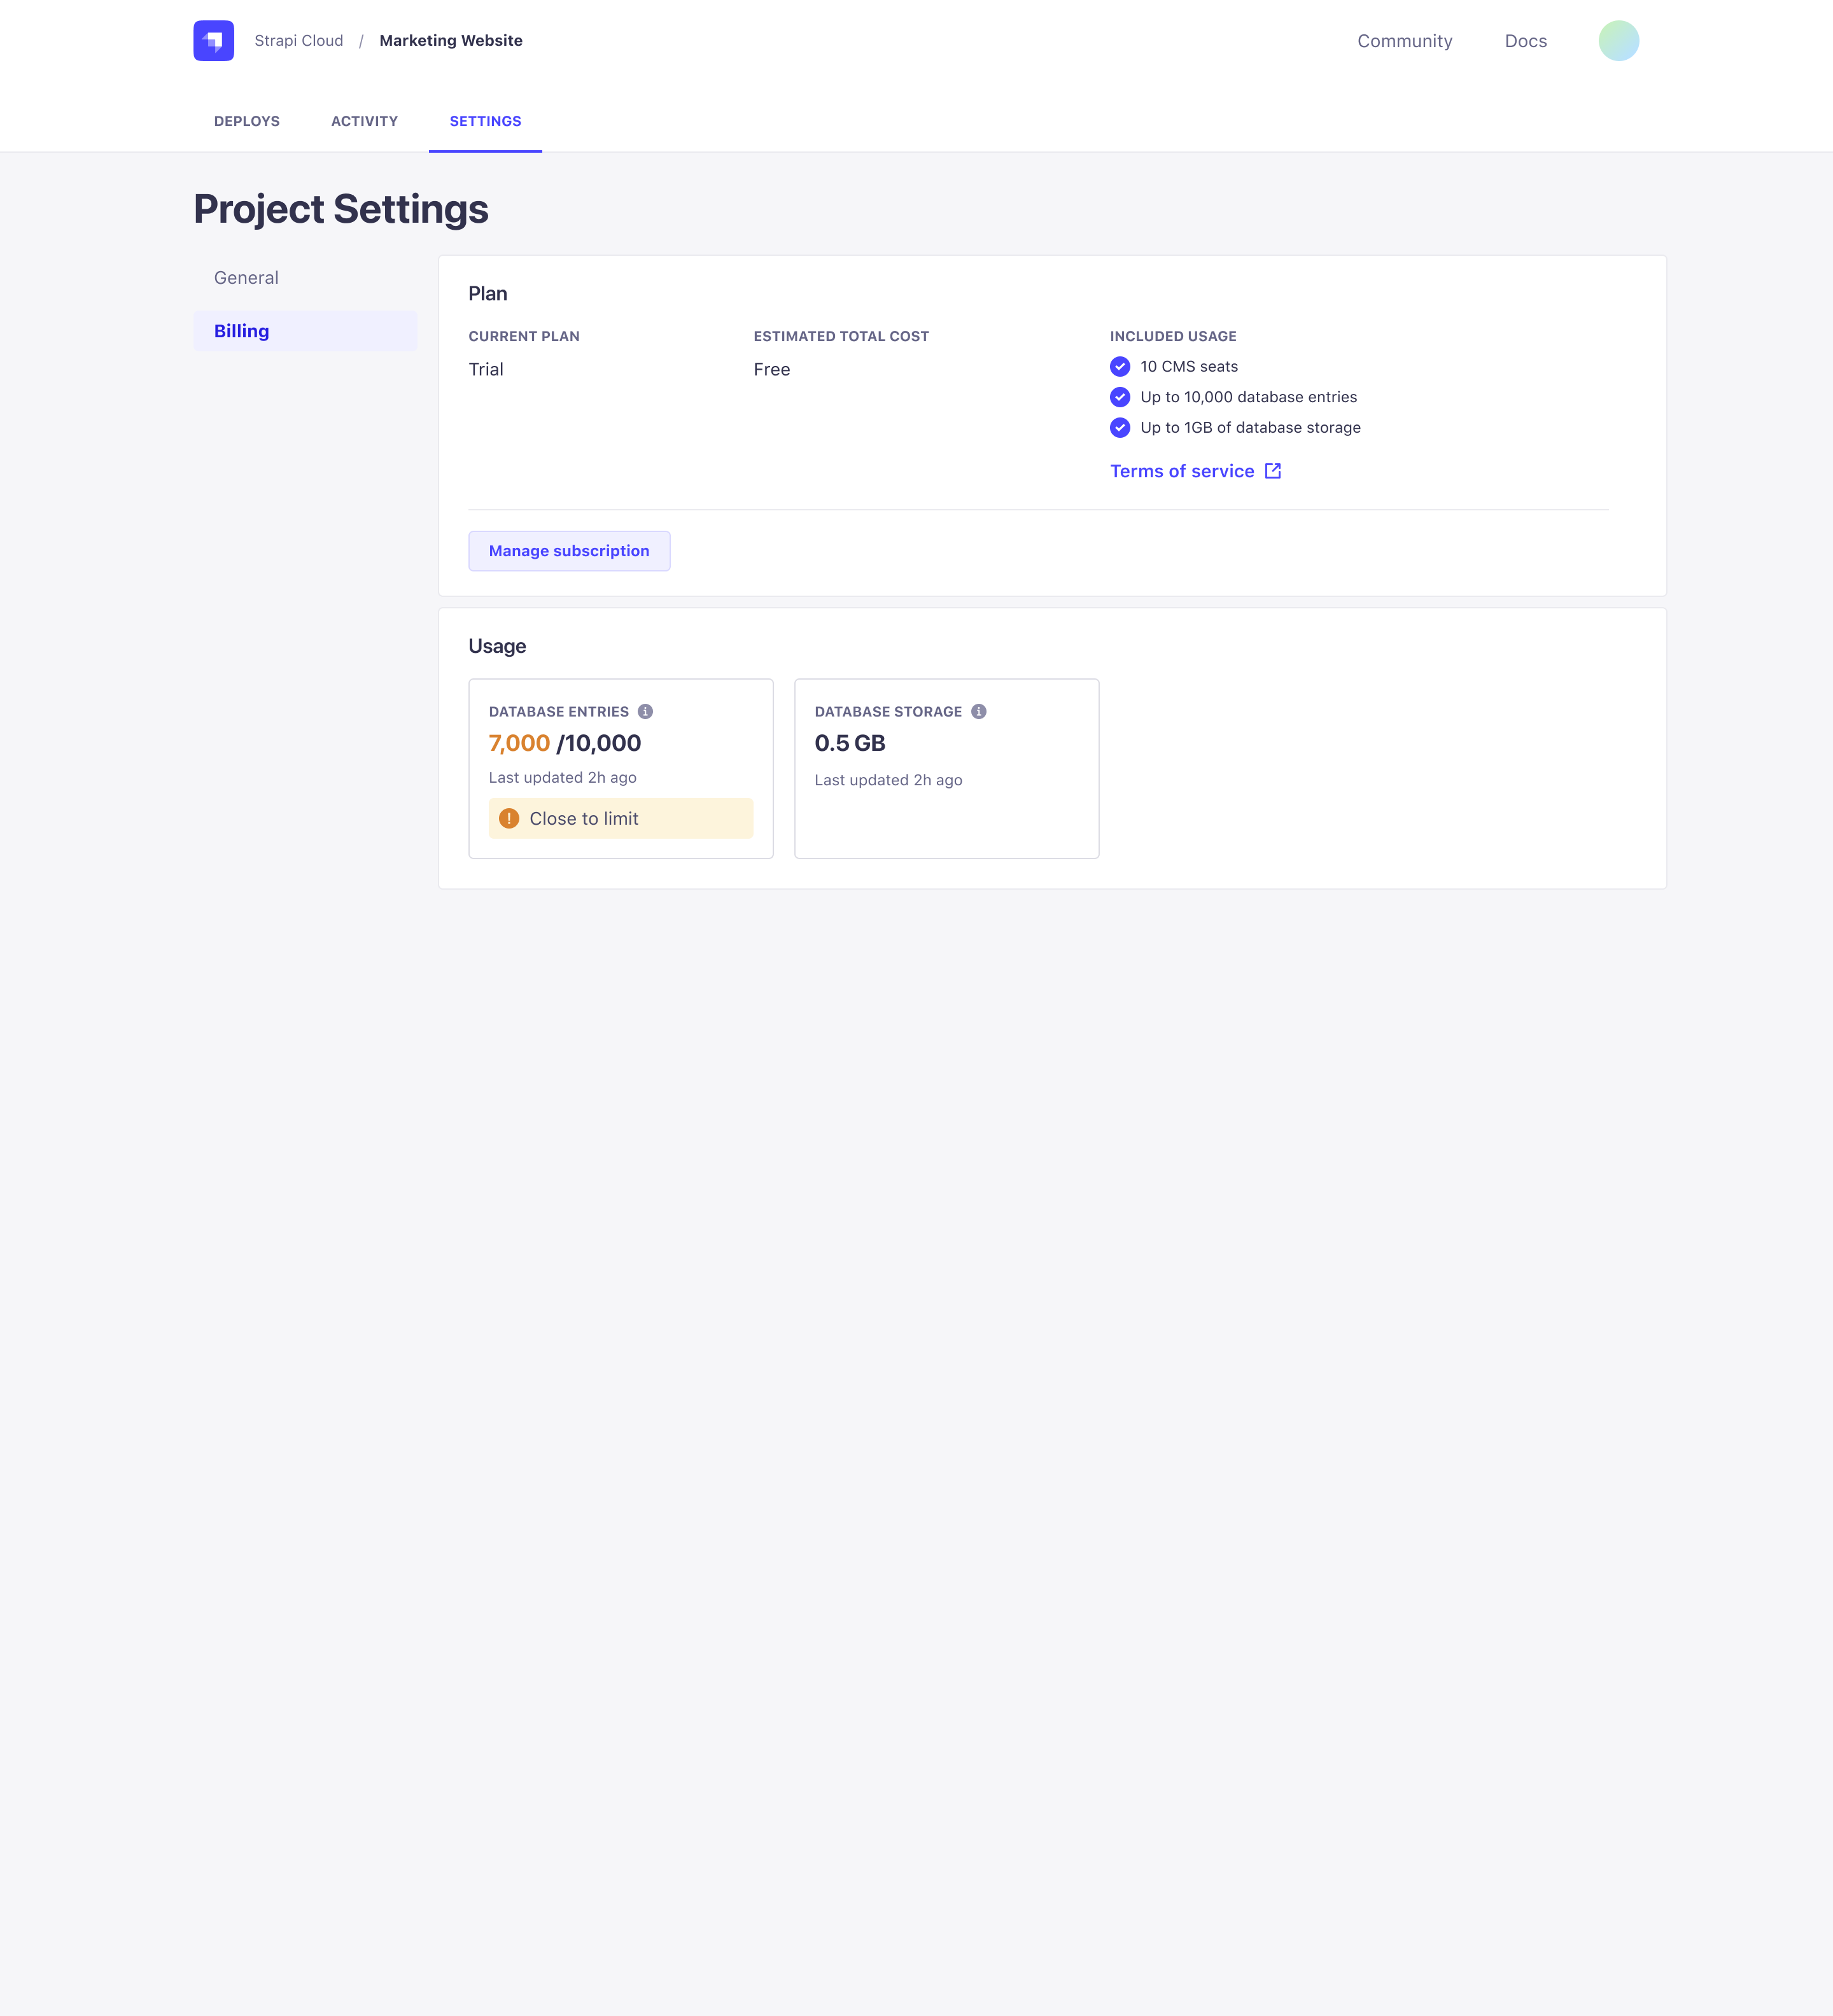 Strapi Cloud / Marketing Website
Community
Docs
DEPLOYS
ACTIVITY
SETTINGS
Project Settings
General
Billing
Plan
CURRENT PLAN
Trial
ESTIMATED TOTAL COST
Free
INCLUDED USAGE
10 CMS seats
Up to 10,000 database entries
Up to 1GB of database storage
Terms of service
Manage subscription
Usage
DATABASE ENTRIES
7,000 /10,000
Last updated 2h ago
Close to limit
DATABASE STORAGE
0.5 GB
Last updated 2h ago